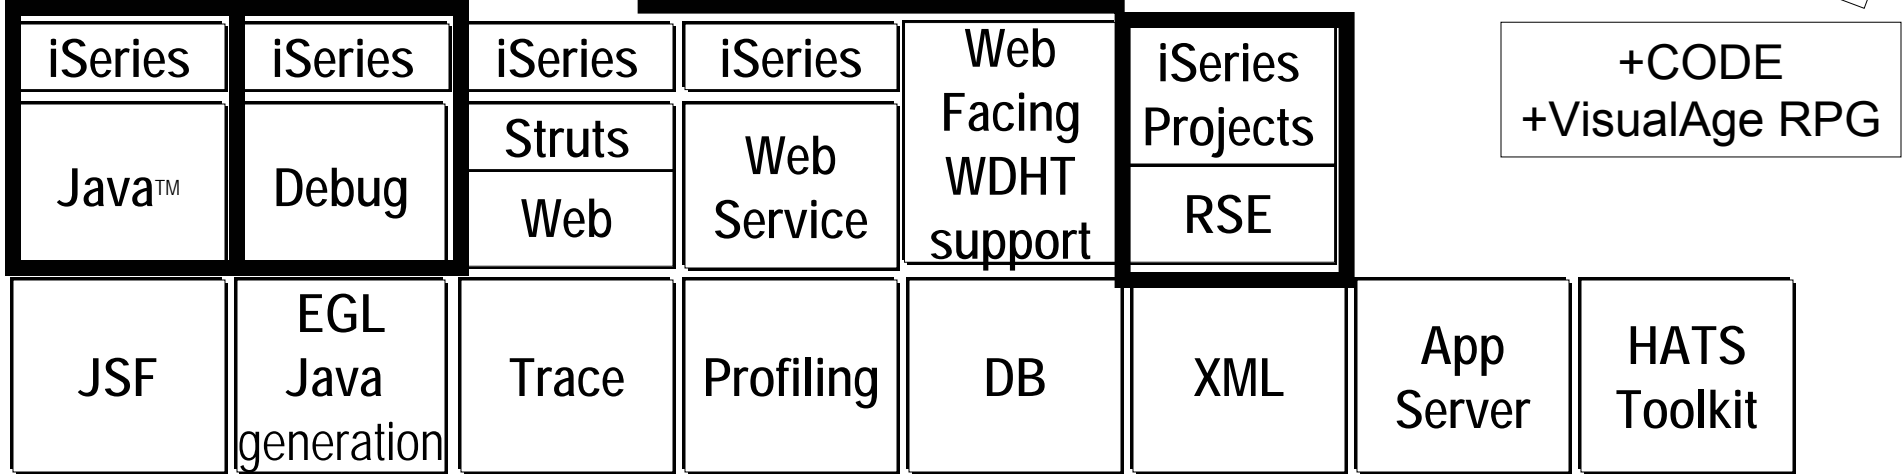 iSeries
Java™
iSeries
Debug
iSeries
Struts
Web
iSeries
Web
Service
Web
Facing
WDHT
support
iSeries
Projects
RSE
+CODE
+VisualAge RPG
JSF
EGL
Java
generation
Trace
Profiling
DB
XML
App
Server
HATS
Toolkit